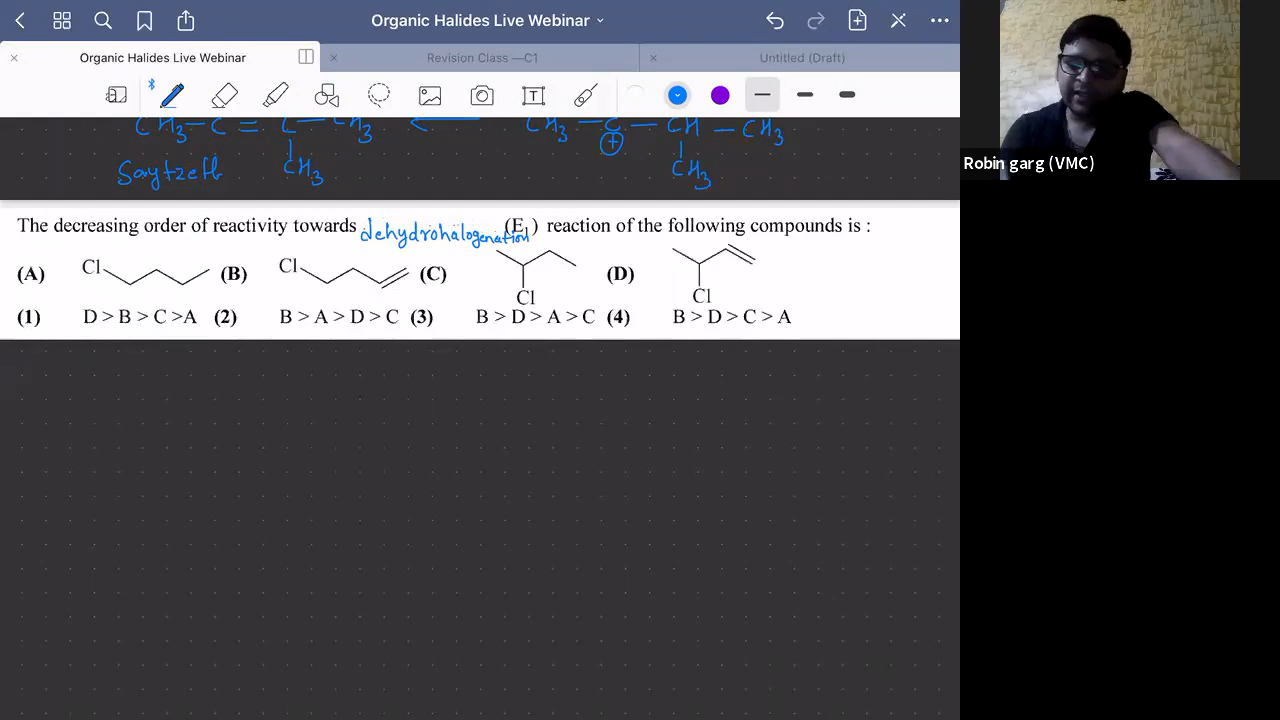 Organic Halides Live Webinar
Organic Halides Live Webinar Revision Class —C1 Untitled (Draft)
CH3 — C = C — CH3 ← CH3 — C — CH — CH3
+
CH3 CH3
Saytzeff
Robin garg (VMC)
The decreasing order of reactivity towards dehydrohalogenation (E1) reaction of the following compounds is :
(A) Cl (B) Cl (C) Cl (D) Cl
(1) D > B > C >A (2) B > A > D > C (3) B > D > A > C (4) B > D > C > A